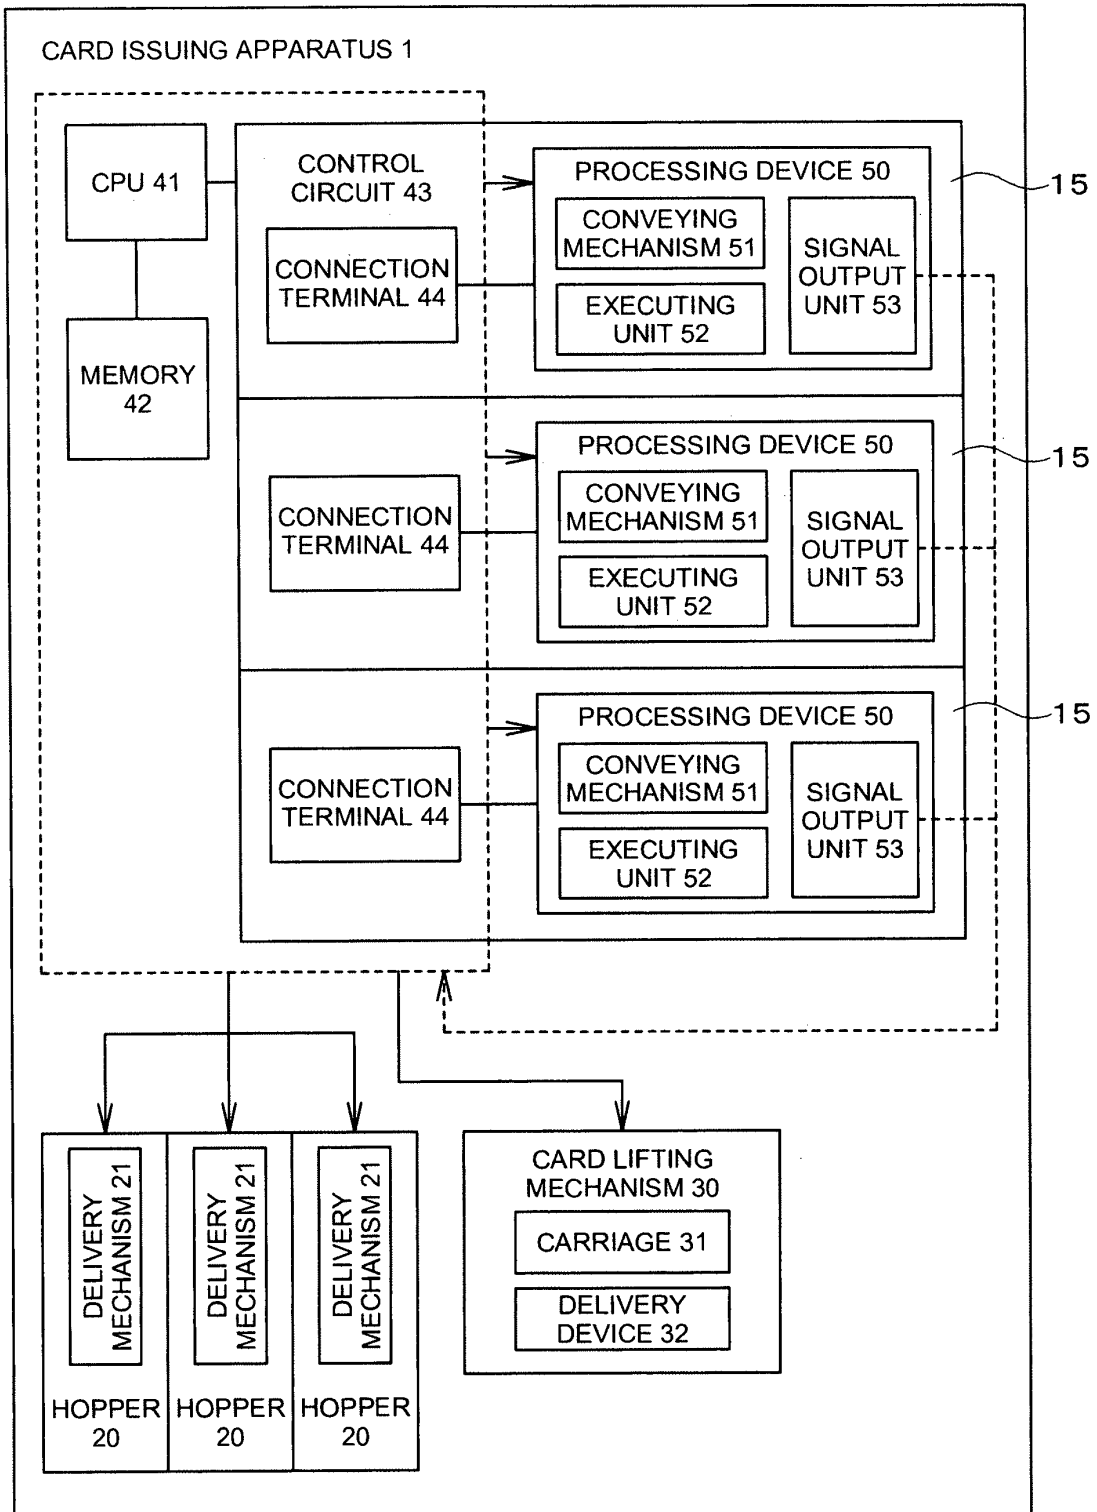 CARD ISSUING APPARATUS 1
CPU 41
MEMORY
42
CONTROL
CIRCUIT 43
CONNECTION
TERMINAL 44
PROCESSING DEVICE 50
CONVEYING
MECHANISM 51
EXECUTING
UNIT 52
SIGNAL
OUTPUT
UNIT 53
15
CONNECTION
TERMINAL 44
PROCESSING DEVICE 50
CONVEYING
MECHANISM 51
EXECUTING
UNIT 52
SIGNAL
OUTPUT
UNIT 53
15
CONNECTION
TERMINAL 44
PROCESSING DEVICE 50
CONVEYING
MECHANISM 51
EXECUTING
UNIT 52
SIGNAL
OUTPUT
UNIT 53
15
DELIVERY
MECHANISM 21
HOPPER
20
DELIVERY
MECHANISM 21
HOPPER
20
DELIVERY
MECHANISM 21
HOPPER
20
CARD LIFTING
MECHANISM 30
CARRIAGE 31
DELIVERY
DEVICE 32